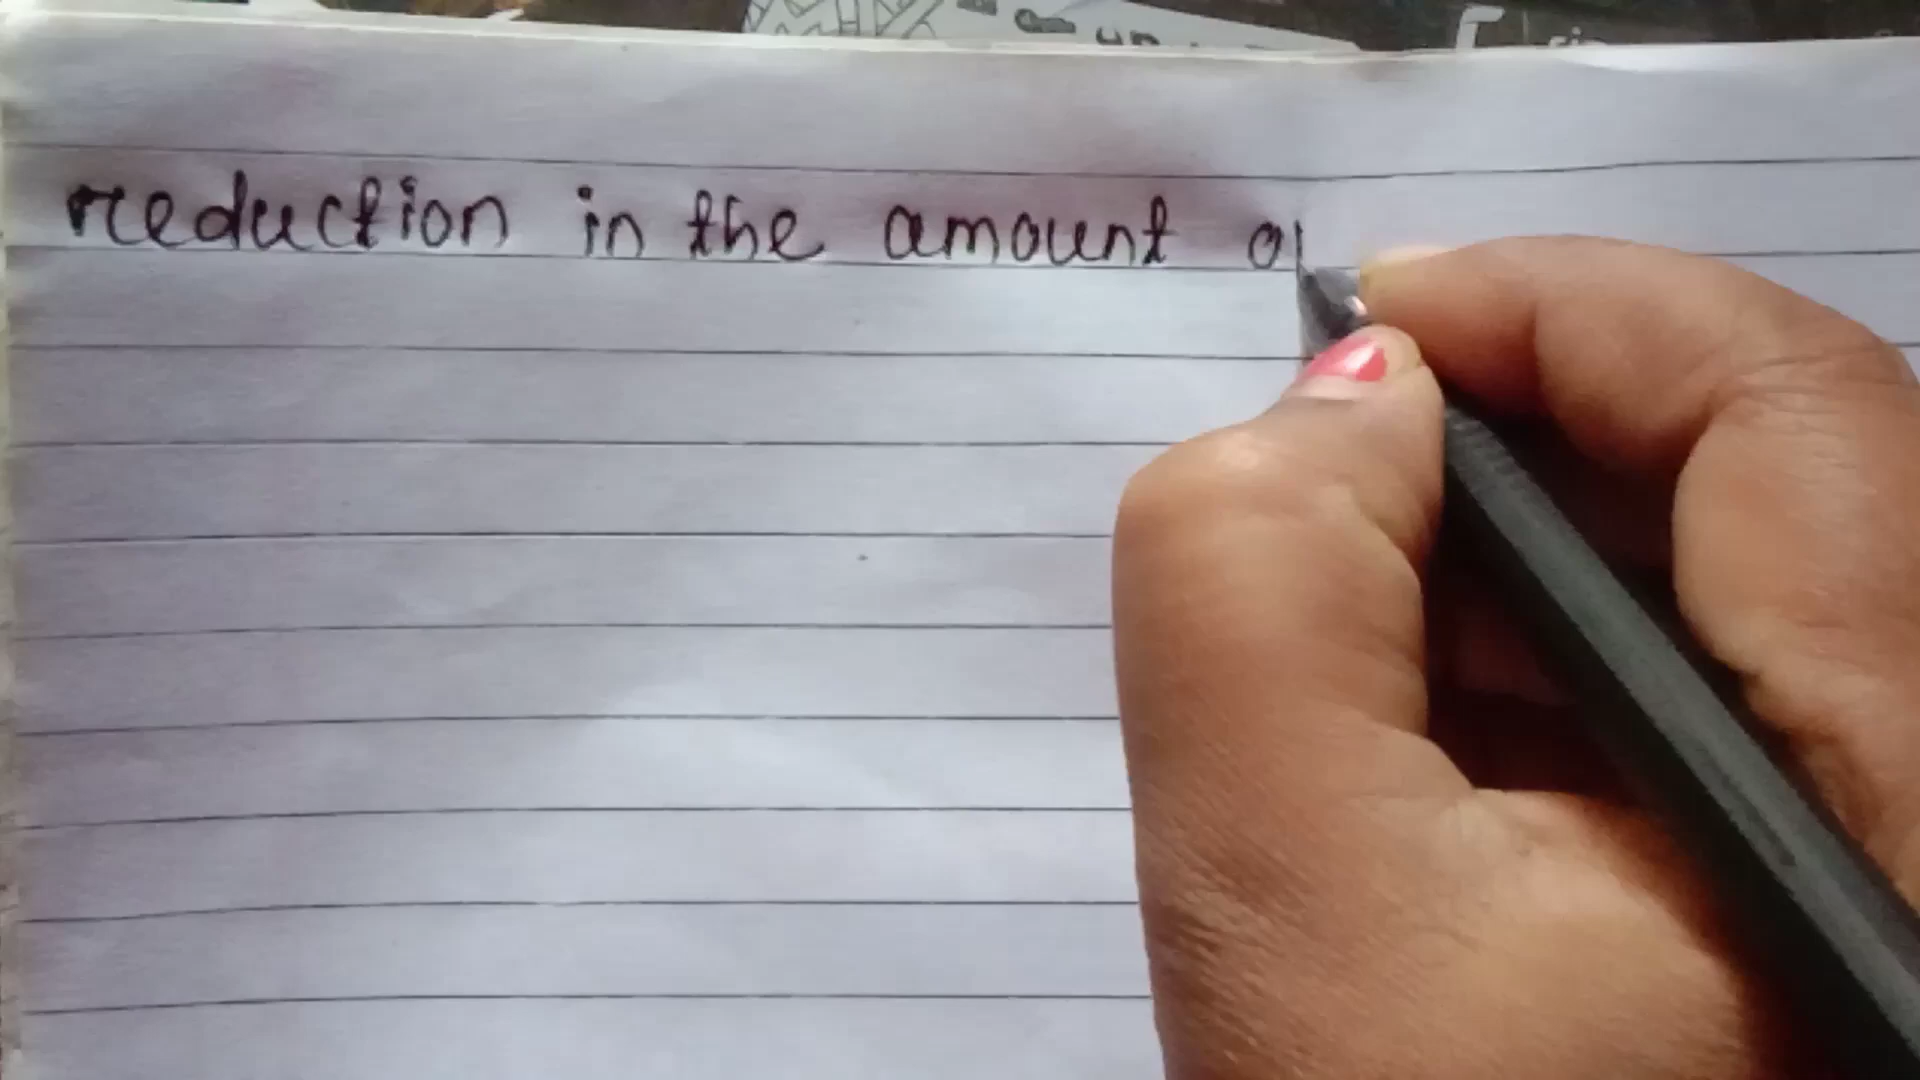 reduction in the amount o